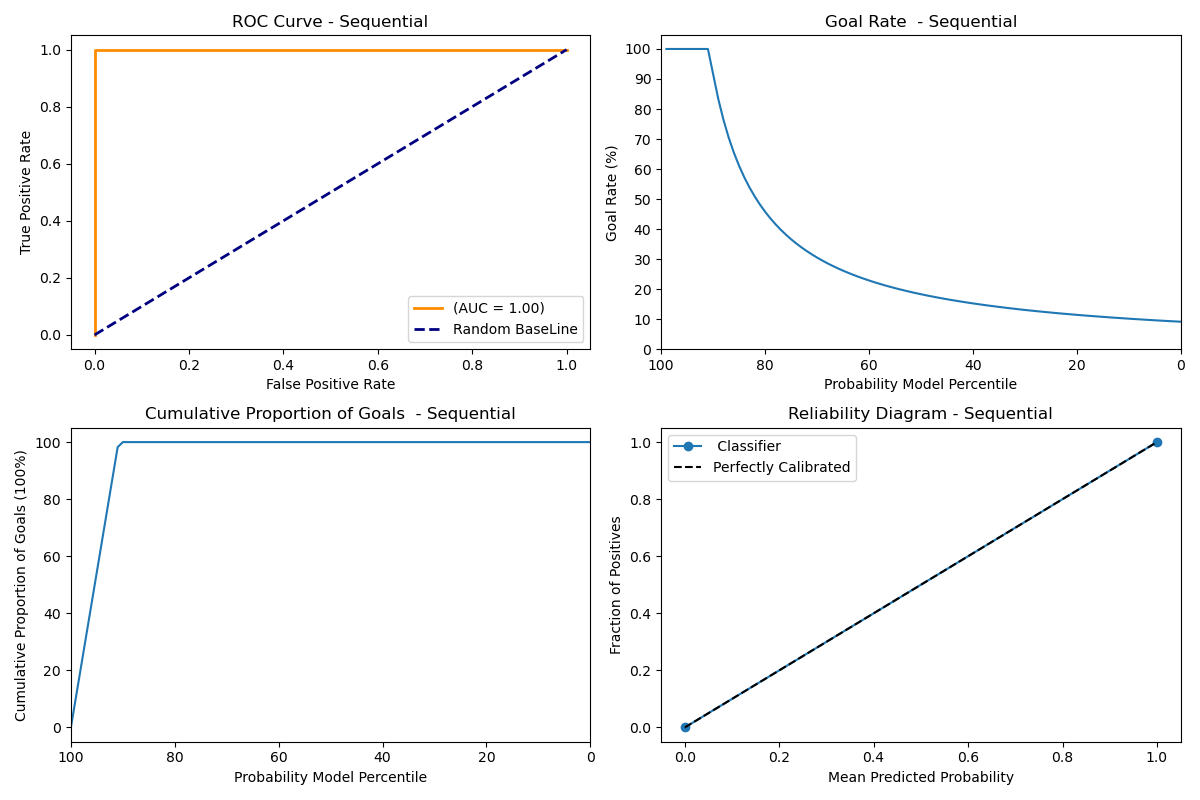 ROC Curve - Sequential
1.0
0.8
0.6
0.4
0.2
0.0
True Positive Rate
(AUC = 1.00)
Random BaseLine
0.0 0.2 0.4 0.6 0.8 1.0
False Positive Rate
Goal Rate  - Sequential
100
90
80
70
60
50
40
30
20
10
0
Goal Rate (%)
100 80 60 40 20 0
Probability Model Percentile
Cumulative Proportion of Goals  - Sequential
100
80
60
40
20
0
Cumulative Proportion of Goals (100%)
100 80 60 40 20 0
Probability Model Percentile
Reliability Diagram - Sequential
Classifier
Perfectly Calibrated
1.0
0.8
0.6
0.4
0.2
0.0
Fraction of Positives
0.0 0.2 0.4 0.6 0.8 1.0
Mean Predicted Probability